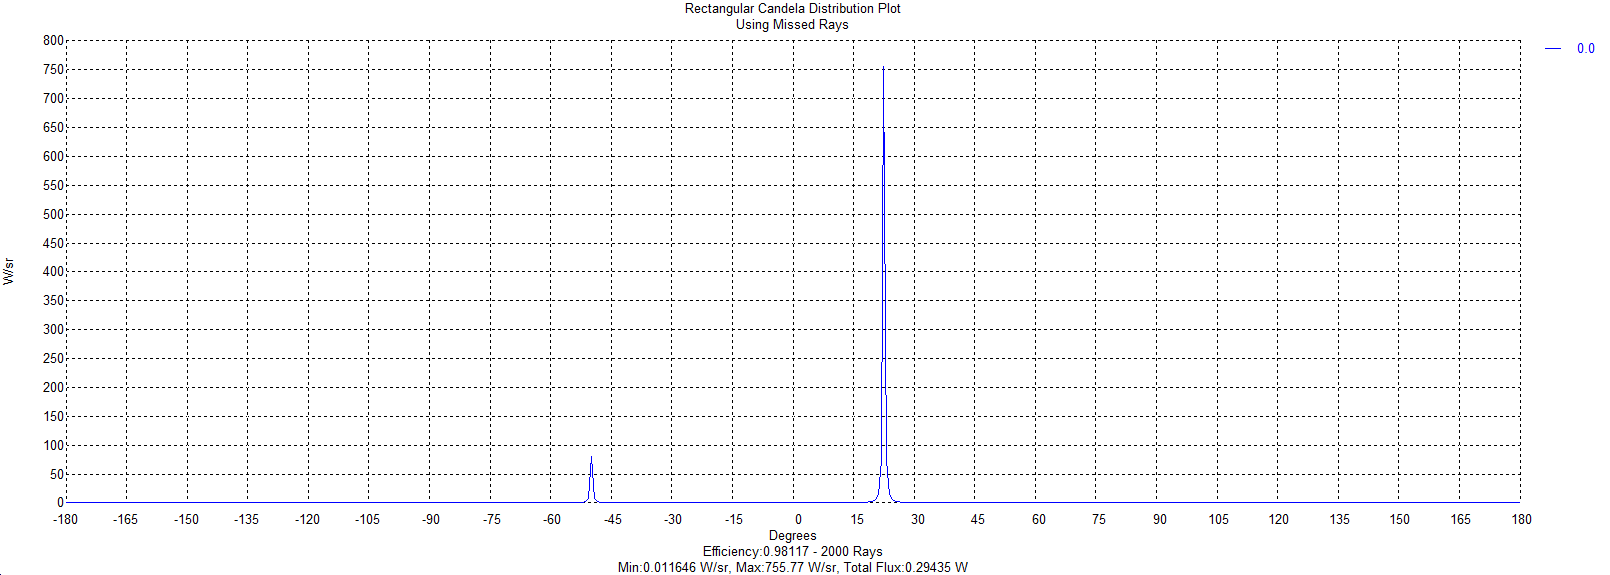 Rectangular Candela Distribution Plot
Using Missed Rays
800
750
700
650
600
550
500
450
400
350
300
250
200
150
100
50
0
W/sr
-180 -165 -150 -135 -120 -105 -90 -75 -60 -45 -30 -15 0 15 30 45 60 75 90 105 120 135 150 165 180
Degrees
Efficiency:0.98117 - 2000 Rays
Min:0.011646 W/sr, Max:755.77 W/sr, Total Flux:0.29435 W
0.0